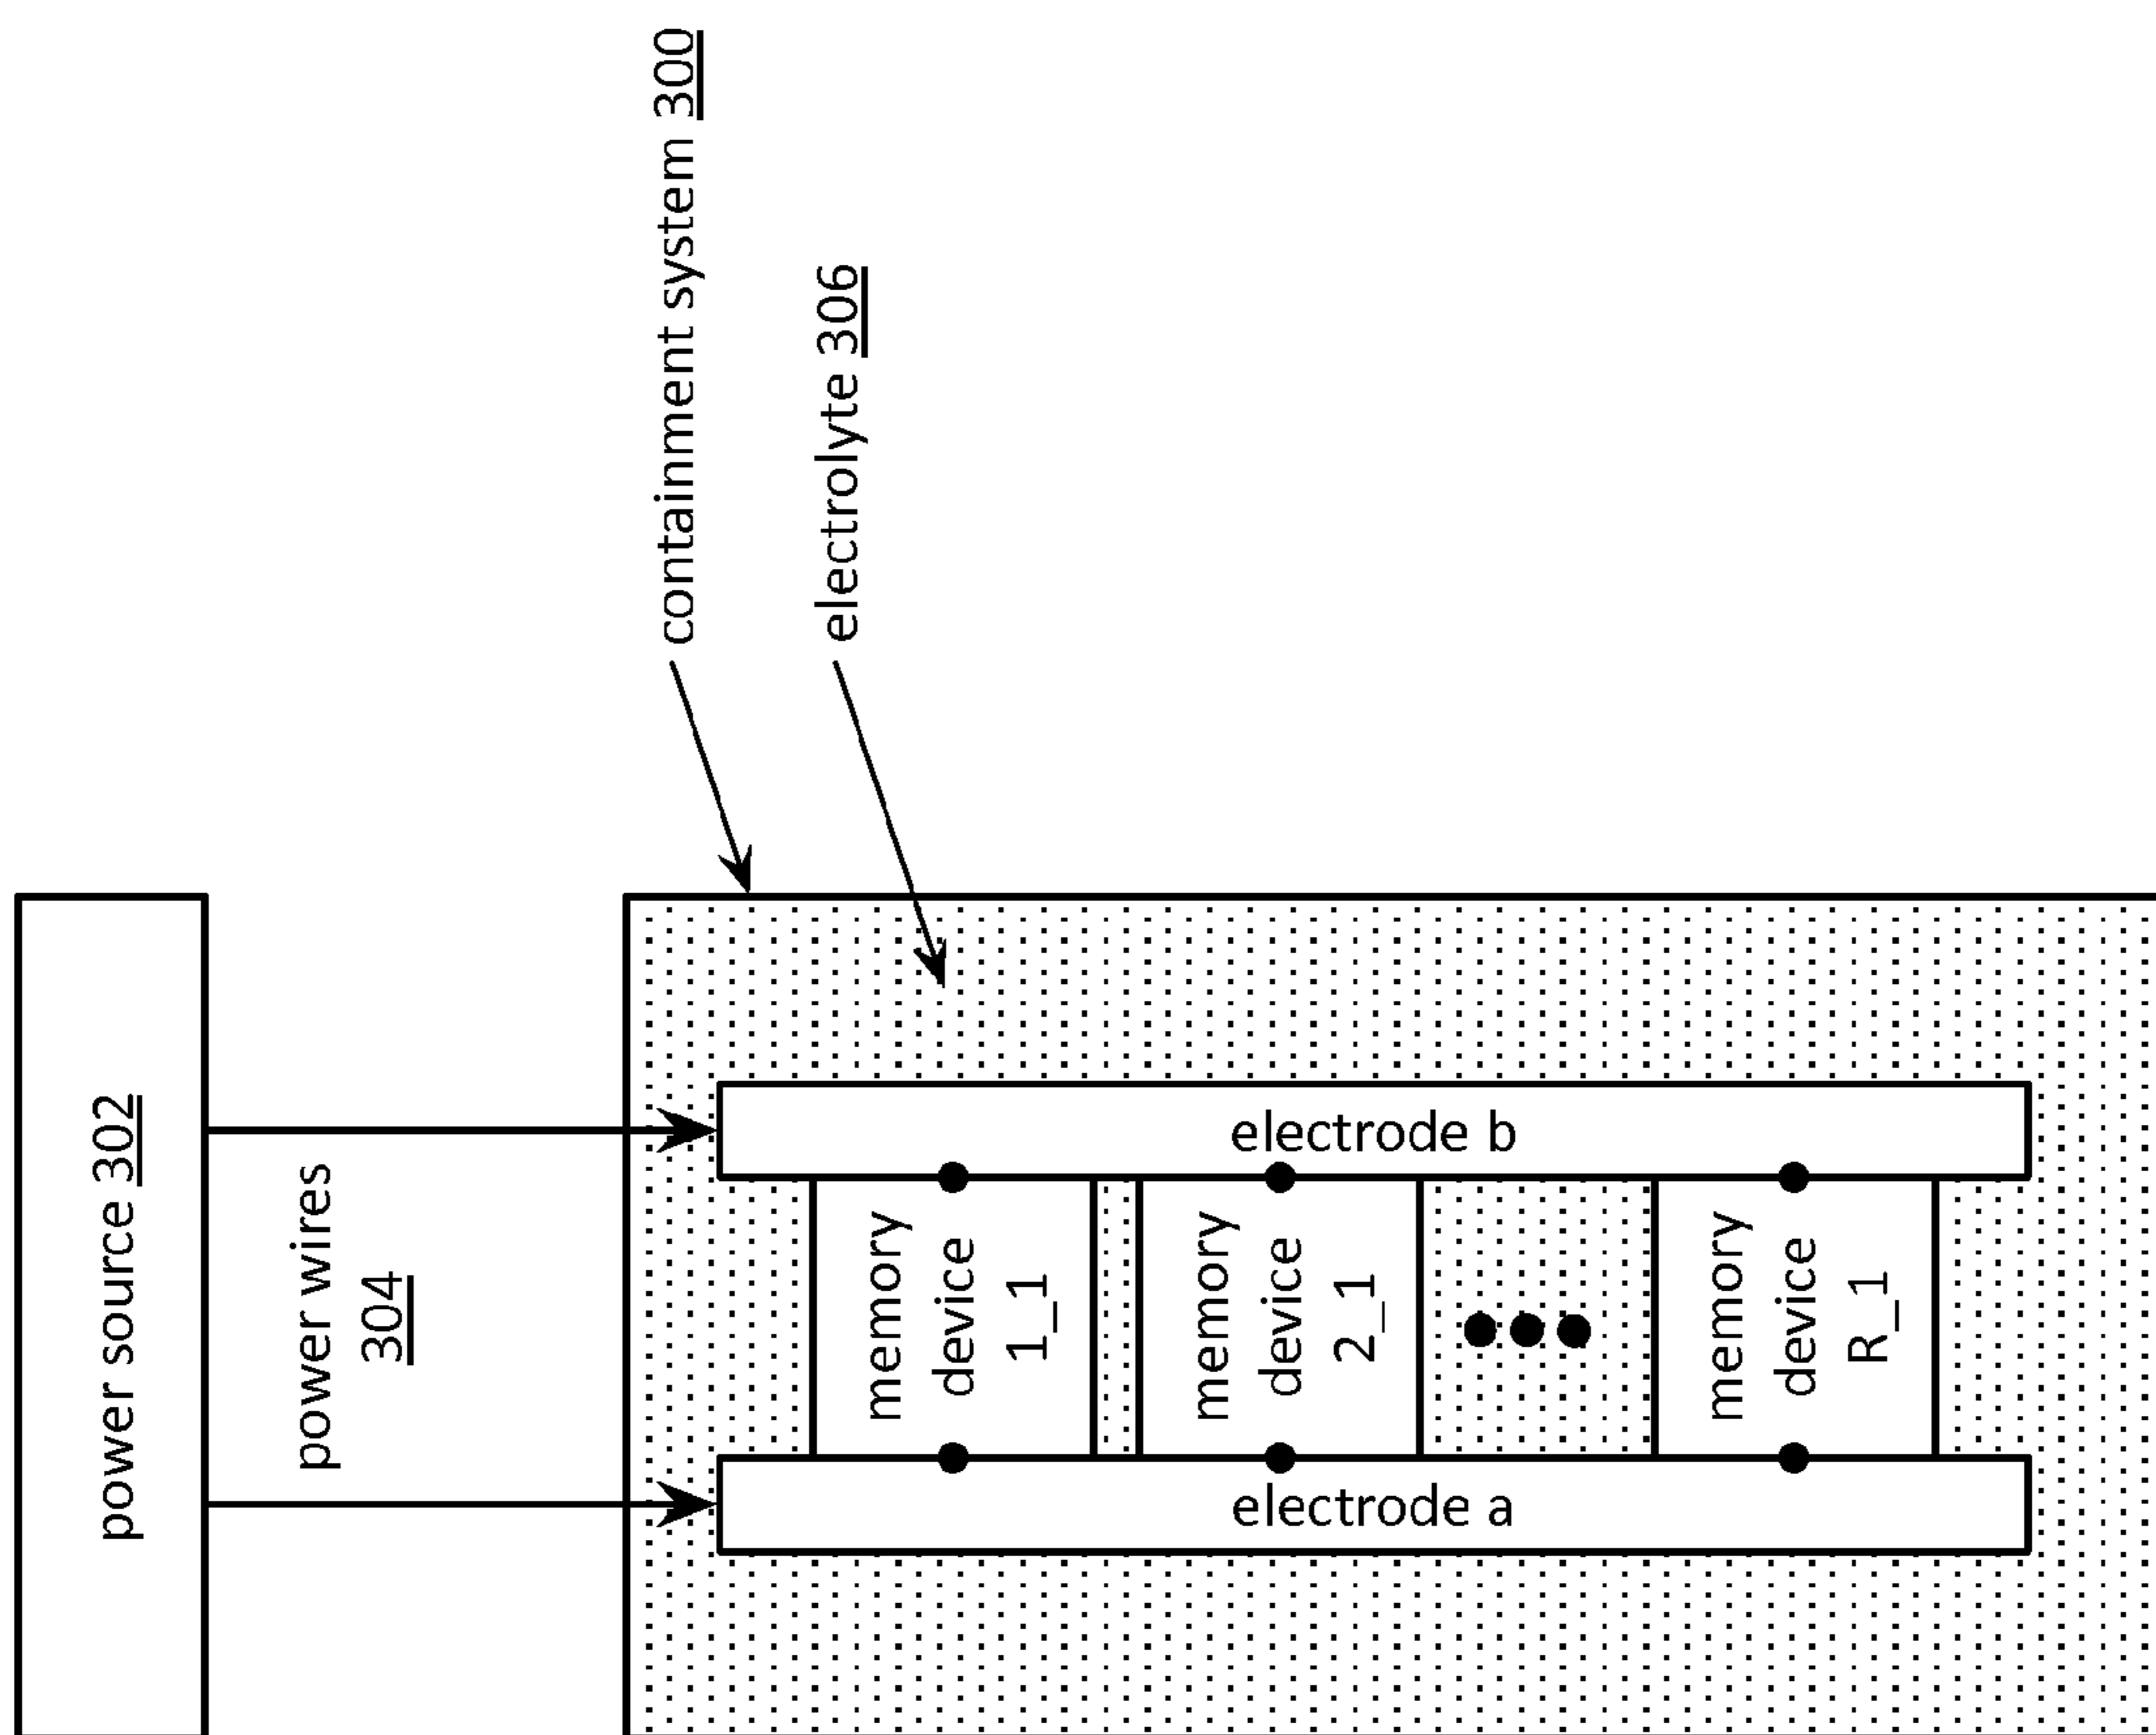 containment system 300
electrolyte 306
power source 302
power wires
304
electrode b
memory
device
1_1
memory
device
2_1
memory
device
R_1
electrode a